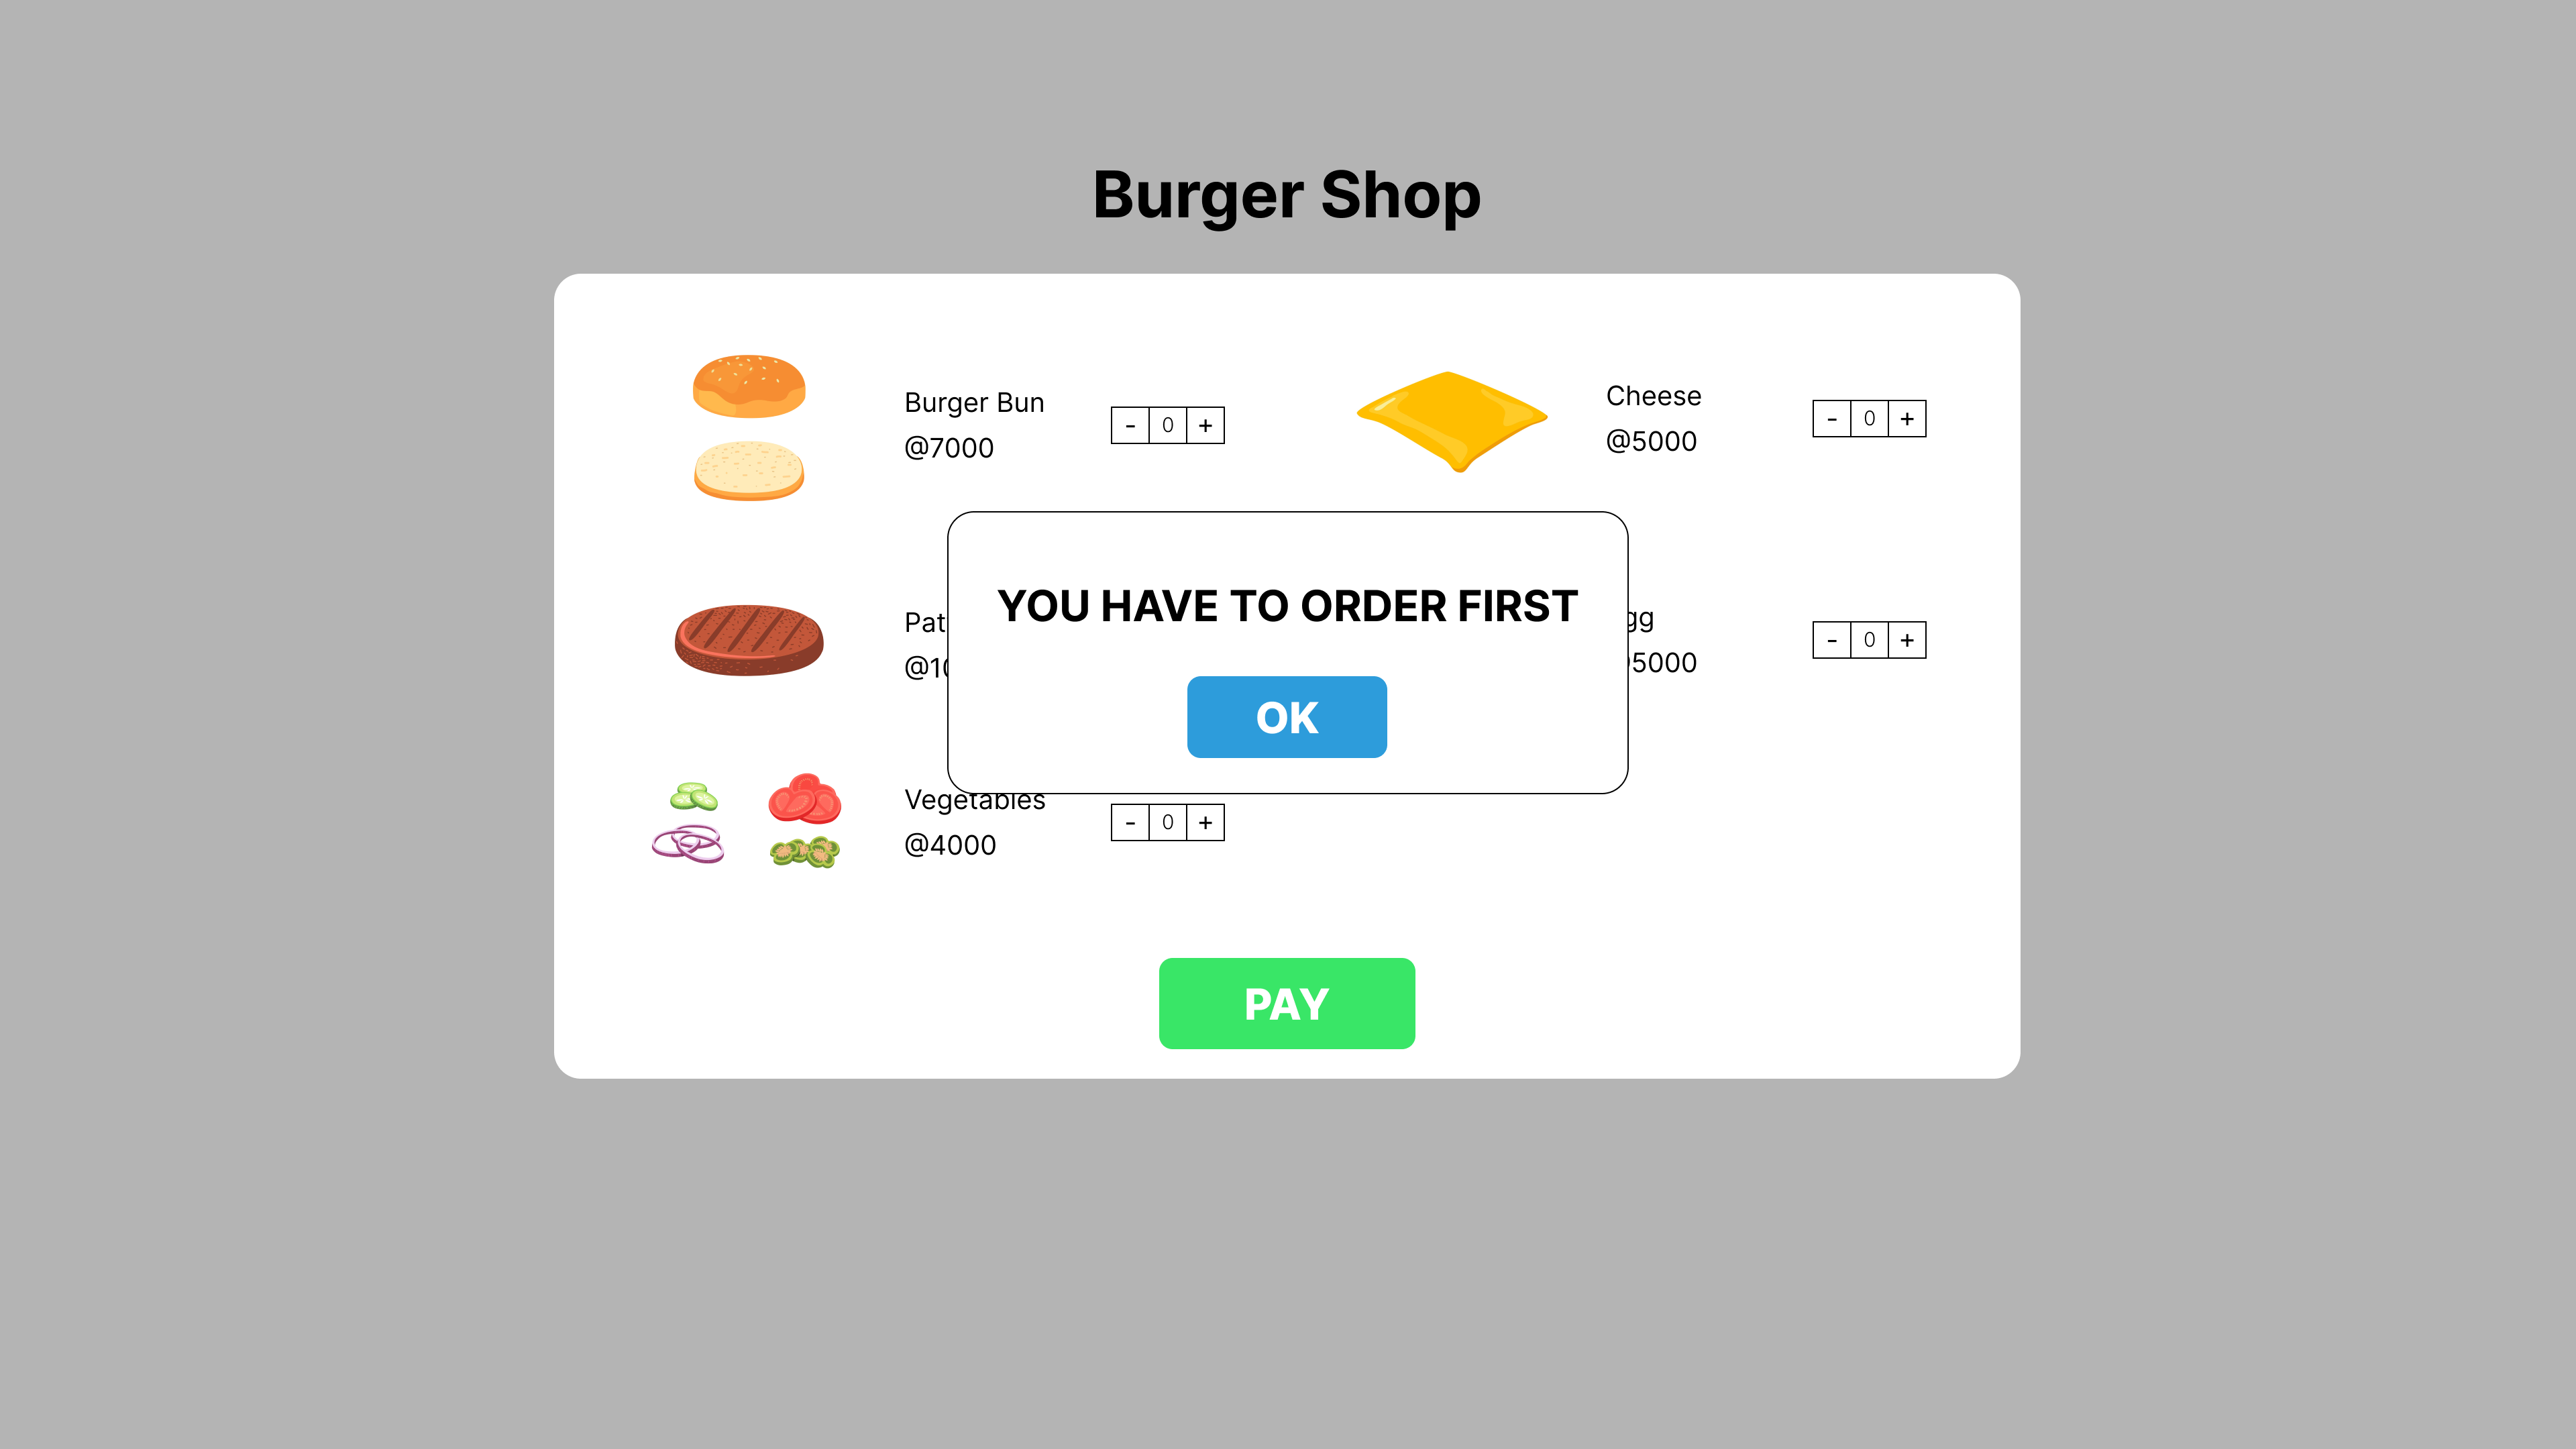 Burger Shop
Burger Bun
@7000
- 0 +
Cheese
@5000
- 0 +
YOU HAVE TO ORDER FIRST
OK
- 0 +
Vegetables
@4000
- 0 +
PAY